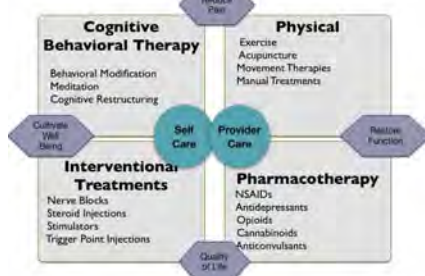 Reduce
Pain
Cognitive
Behavioral Therapy
Behavioral Modification
Meditation
Cognitive Restructuring
Physical
Exercise
Acupuncture
Movement Therapies
Manual Treatments
Cultivate
Well
Being
Self
Care
Provider
Care
Restore
Function
Interventional
Treatments
Nerve Blocks
Steroid Injections
Stimulators
Trigger Point Injections
Pharmacotherapy
NSAIDs
Antidepressants
Opioids
Cannabinoids
Anticonvulsants
Quality
of Life